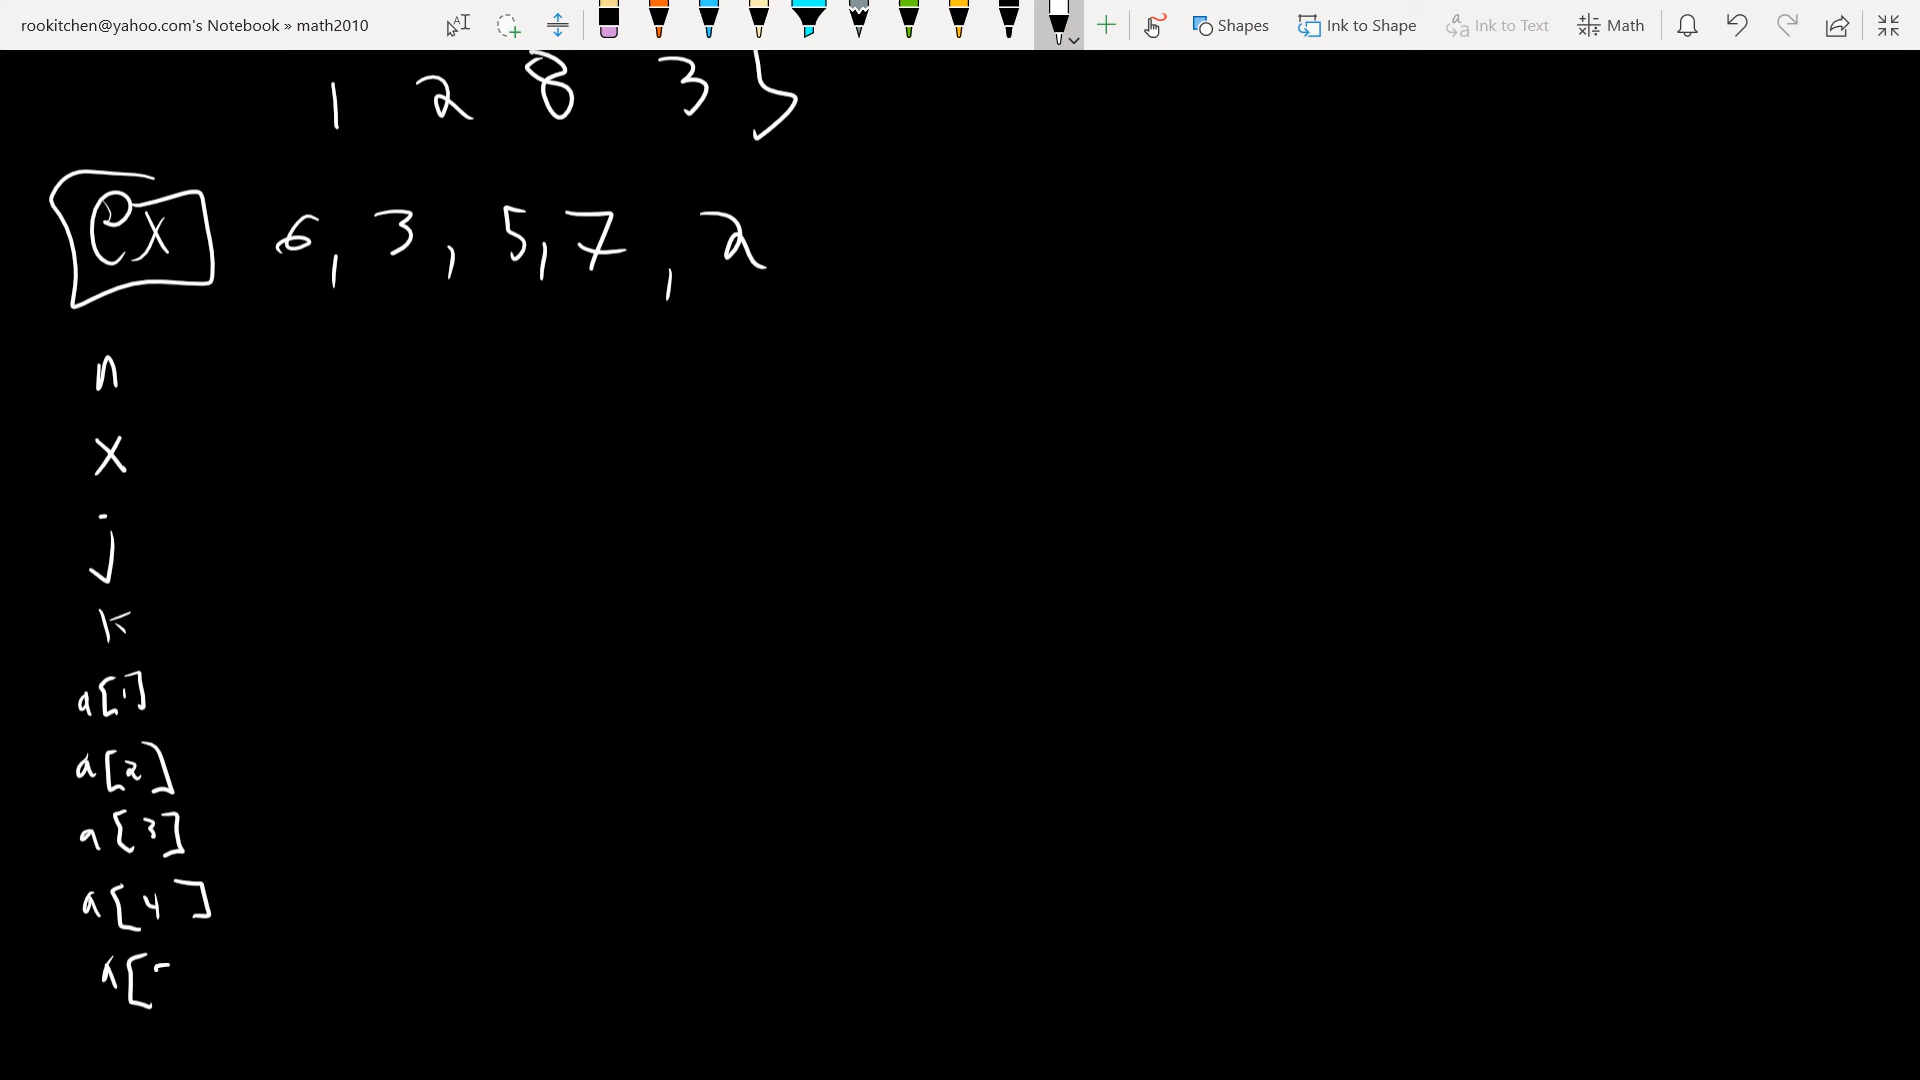 rookitchen@yahoo.com's Notebook » math2010 Shapes Ink to Shape Ink to Text Math
1 2 8 3 }
ex 6, 3, 5, 7, 2
n
x
j
k
a[1]
a[2]
a[3]
a[4]
a[